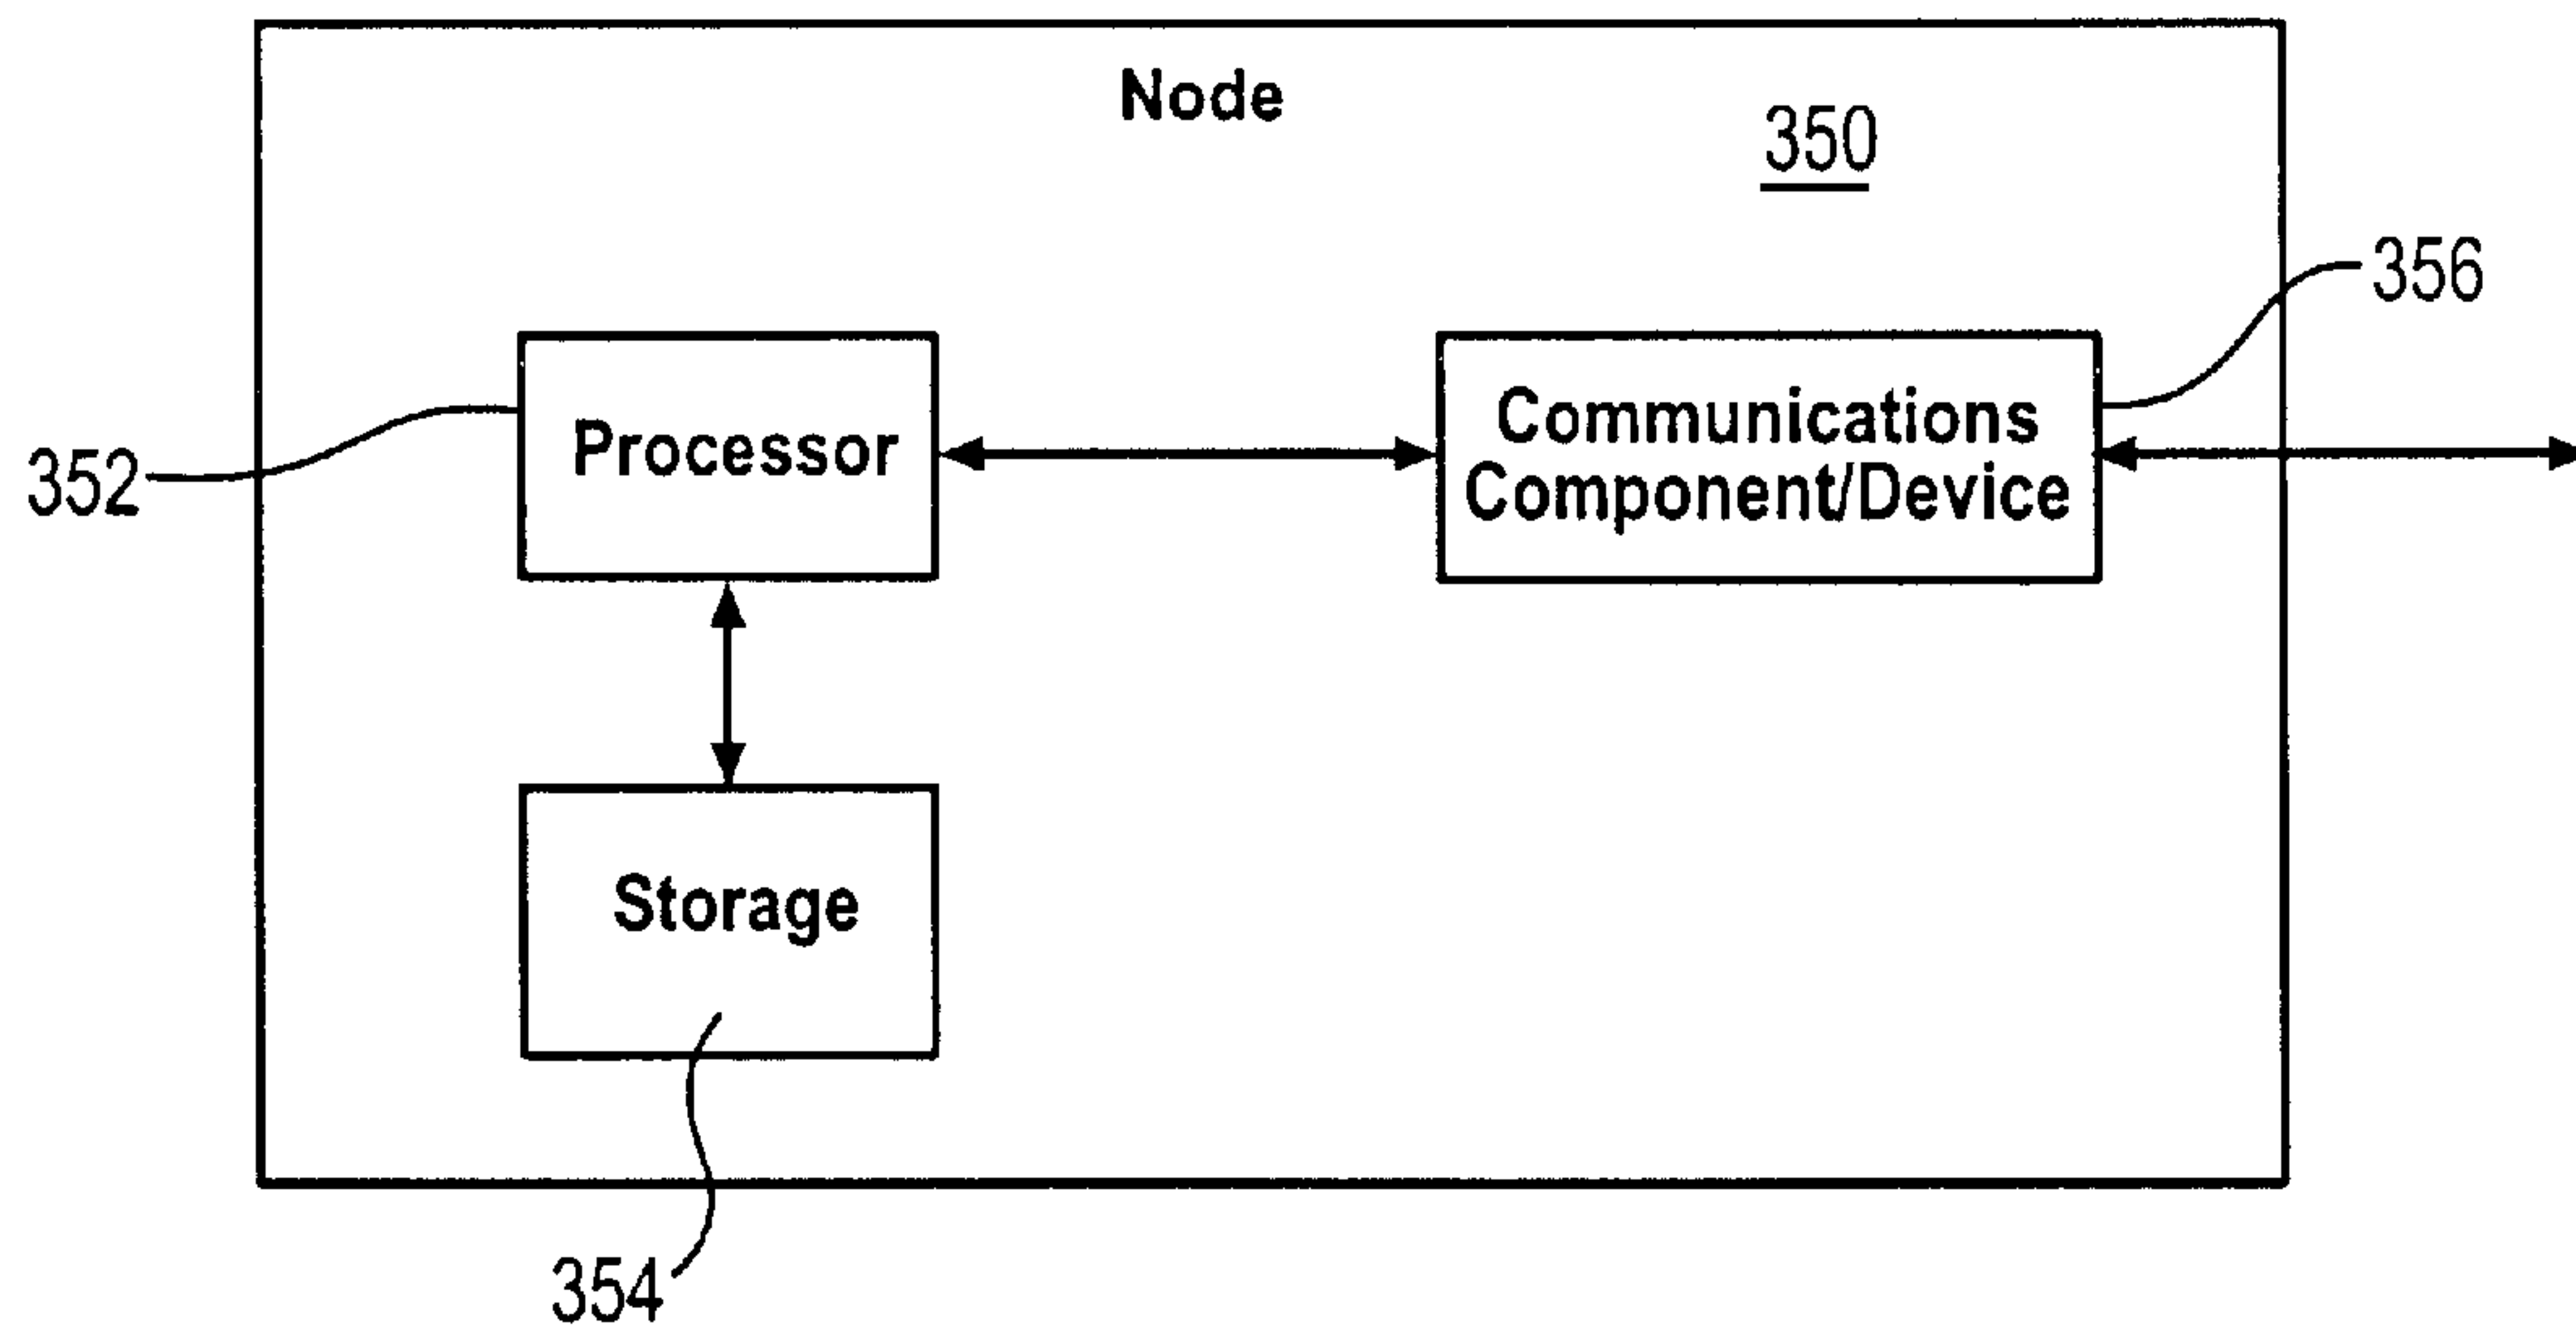 Node
350
356
Processor
Communications
Component/Device
352
Storage
354